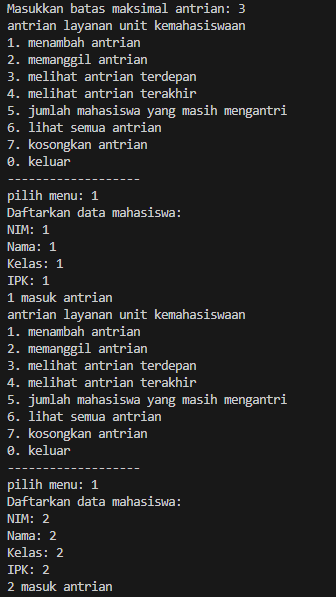 Masukkan batas maksimal antrian: 3
antrian layanan unit kemahasiswaan
1. menambah antrian
2. memanggil antrian
3. melihat antrian terdepan
4. melihat antrian terakhir
5. jumlah mahasiswa yang masih mengantri
6. lihat semua antrian
7. kosongkan antrian
0. keluar
-------------------
pilih menu: 1
Daftarkan data mahasiswa:
NIM: 1
Nama: 1
Kelas: 1
IPK: 1
1 masuk antrian
antrian layanan unit kemahasiswaan
1. menambah antrian
2. memanggil antrian
3. melihat antrian terdepan
4. melihat antrian terakhir
5. jumlah mahasiswa yang masih mengantri
6. lihat semua antrian
7. kosongkan antrian
0. keluar
-------------------
pilih menu: 1
Daftarkan data mahasiswa:
NIM: 2
Nama: 2
Kelas: 2
IPK: 2
2 masuk antrian